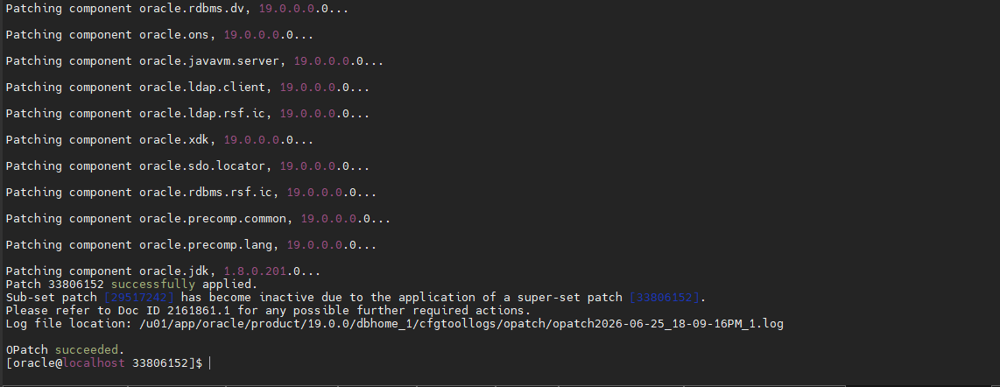 Patching component oracle.rdbms.dv, 19.0.0.0.0...
Patching component oracle.ons, 19.0.0.0.0...
Patching component oracle.javavm.server, 19.0.0.0.0...
Patching component oracle.ldap.client, 19.0.0.0.0...
Patching component oracle.ldap.rsf.ic, 19.0.0.0.0...
Patching component oracle.xdk, 19.0.0.0.0...
Patching component oracle.sdo.locator, 19.0.0.0.0...
Patching component oracle.rdbms.rsf.ic, 19.0.0.0.0...
Patching component oracle.precomp.common, 19.0.0.0.0...
Patching component oracle.precomp.lang, 19.0.0.0.0...
Patching component oracle.jdk, 1.8.0.201.0...
Patch 33806152 successfully applied.
Sub-set patch [29517242] has become inactive due to the application of a super-set patch [33806152].
Please refer to Doc ID 2161861.1 for any possible further required actions.
Log file location: /u01/app/oracle/product/19.0.0/dbhome_1/cfgtoollogs/opatch/opatch2026-06-25_18-09-16PM_1.log
OPatch succeeded.
[oracle@localhost 33806152]$